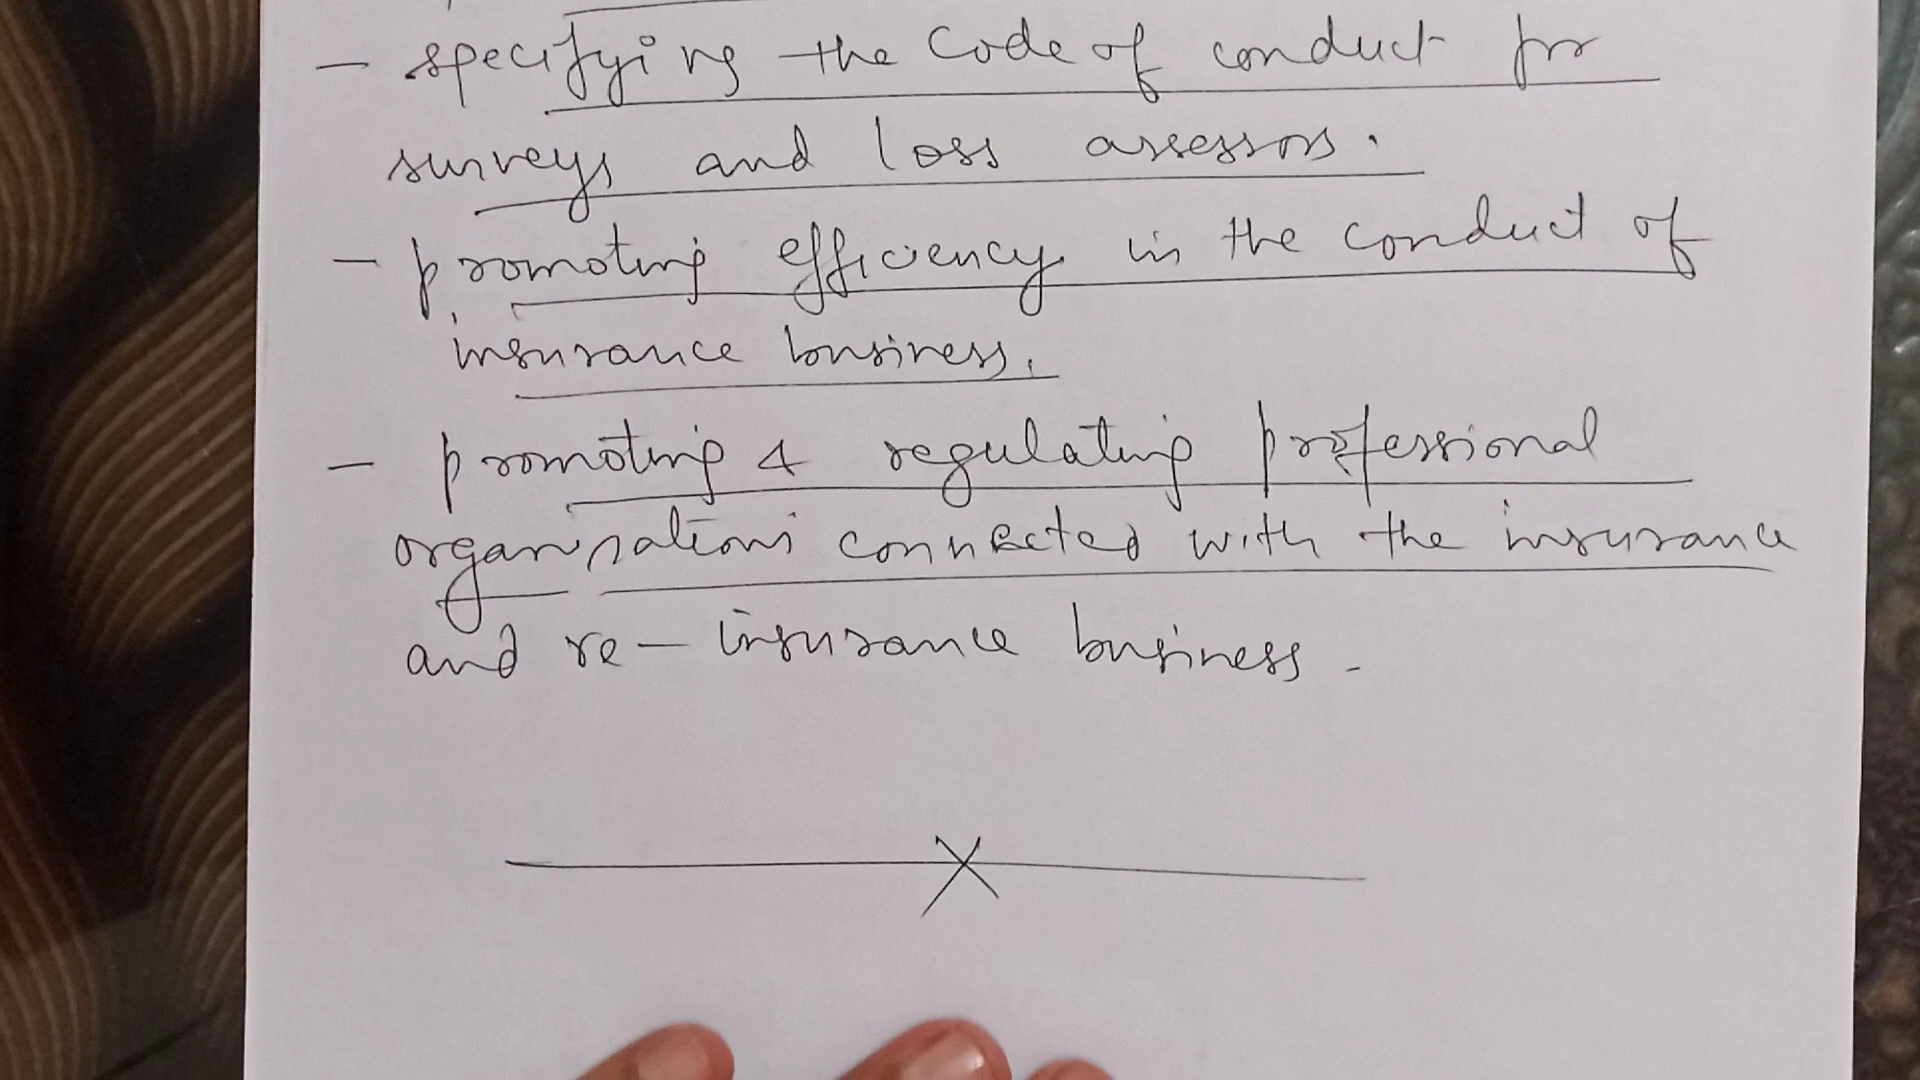 - specifying the Code of conduct for
surveys and loss assessors.
- promoting efficiency in the conduct of
insurance business.
- promoting & regulating professional
organisations connected with the insurance
and re-insurance business.